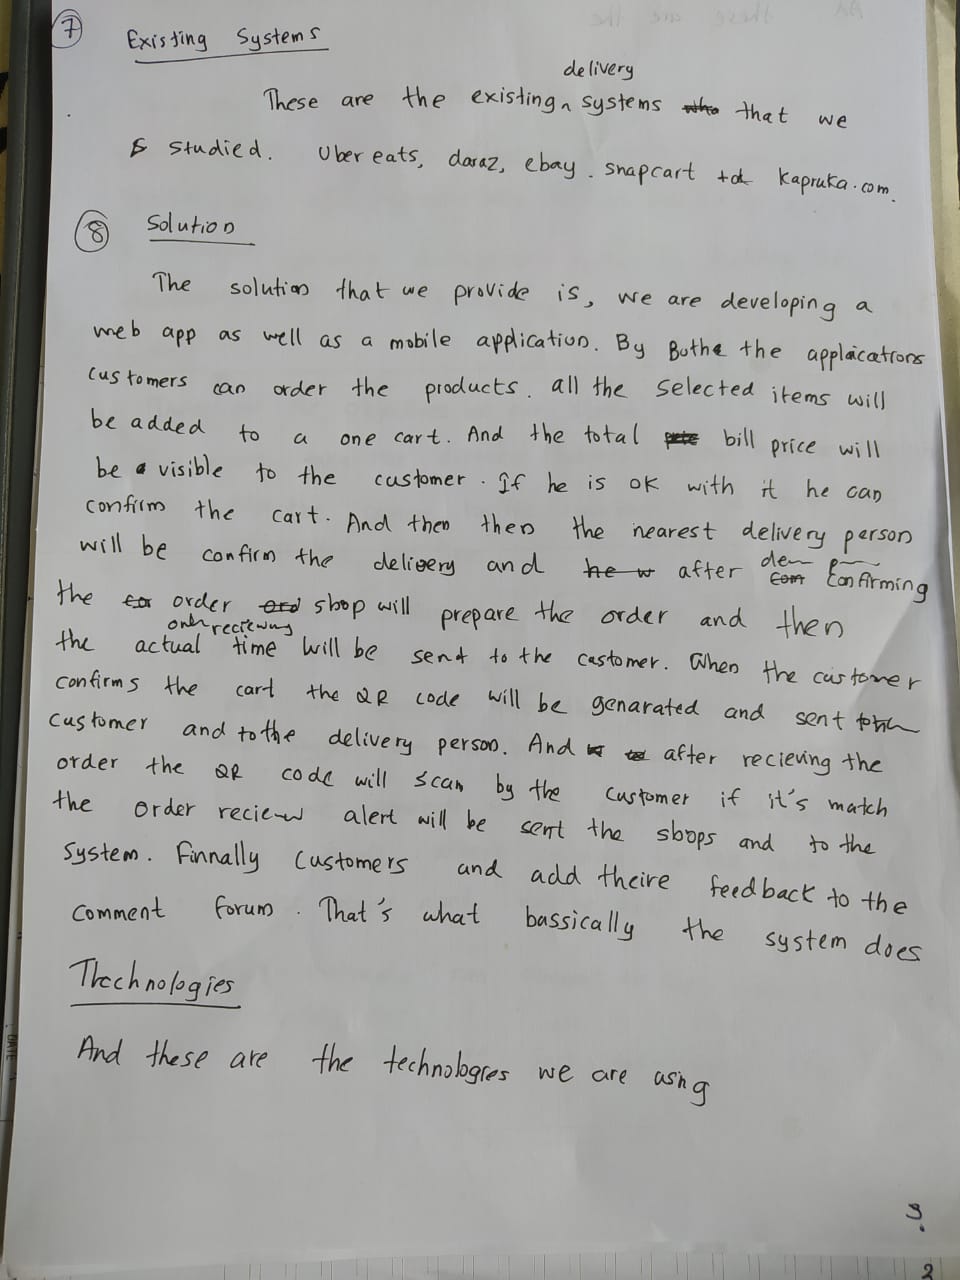 7 Existing Systems
delivery
These are the existing^ systems who that we
studied. Uber eats, daraz, ebay. snapcart Kapruka.com.
8 Solution
The solution that we provide is, we are developing a
web app as well as a mobile application. By Bothe the applaications
customers can order the products. all the selected items will
be added to a one cart. And the total bill price will
be visible to the customer. If he is OK with it he can
confirm the cart. And then then the nearest delivery person
will be confirm the delivery and he w after confirming
the order ord shop will prepare the order and then
recieving
the actual time will be sent to the customer. When the customer
confirms the cart the QR code will be genarated and sent
customer and to the delivery person. And after recieving the
order the QR code will scan by the customer if it's match
the order reciew alert will be sent the shops and to the
system. Finnally customers and add theire feedback to the
comment forum. That's what bassically the system does
Thechnologies
And these are the technologies we are using
3.
2
DATE